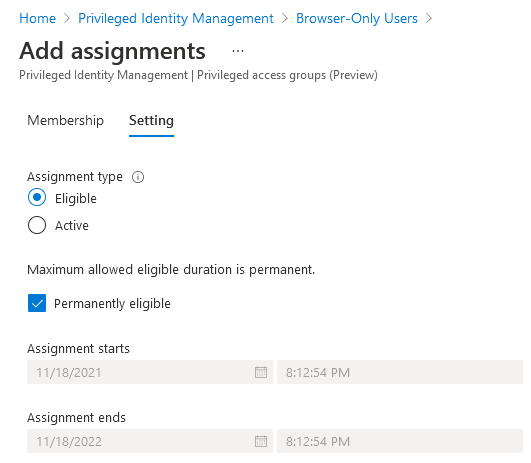 Home > Privileged Identity Management > Browser-Only Users >
Add assignments ...
Privileged Identity Management | Privileged access groups (Preview)
Membership Setting
Assignment type
Eligible
Active
Maximum allowed eligible duration is permanent.
Permanently eligible
Assignment starts
11/18/2021 8:12:54 PM
Assignment ends
11/18/2022 8:12:54 PM